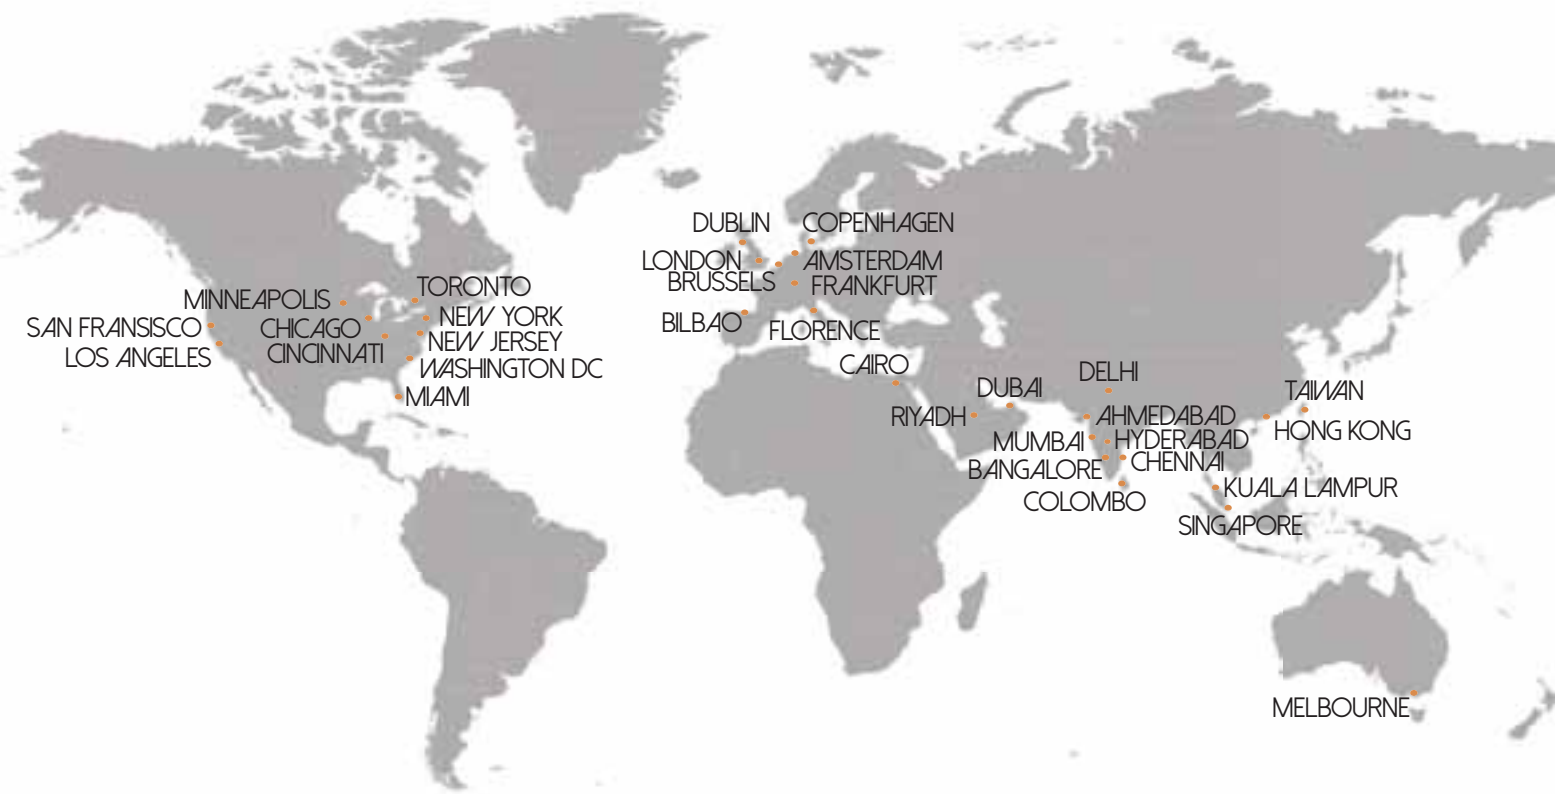 DUBLIN
COPENHAGEN
LONDON
AMSTERDAM
BRUSSELS
FRANKFURT
TORONTO
MINNEAPOLIS
NEW YORK
SAN FRANSISCO
CHICAGO
BILBAO
FLORENCE
NEW JERSEY
LOS ANGELES
CINCINNATI
WASHINGTON DC
CAIRO
DELHI
MIAMI
DUBAI
TAIWAN
RIYADH
AHMEDABAD
HONG KONG
MUMBAI
HYDERABAD
BANGALORE
CHENNAI
KUALA LAMPUR
COLOMBO
SINGAPORE
MELBOURNE